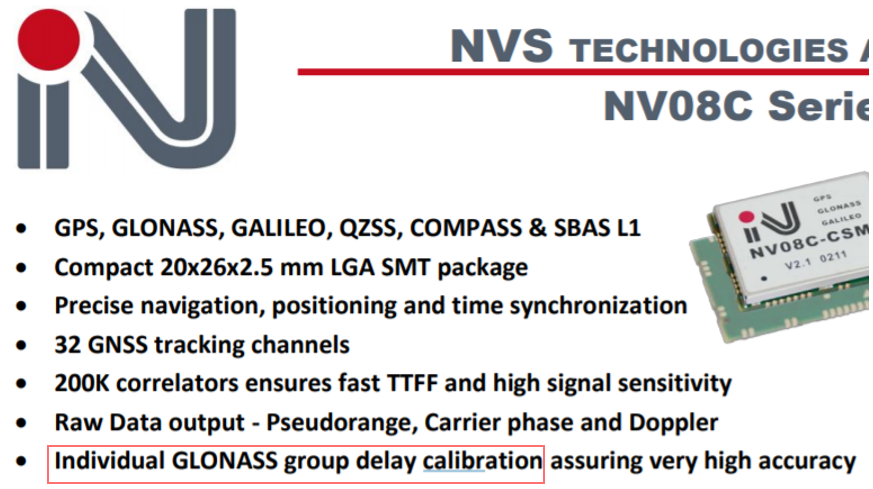 NVS TECHNOLOGIES
NV08C
GPS, GLONASS, GALILEO, QZSS, COMPASS & SBAS L1
Compact 20x26x2.5 mm LGA SMT package
Precise navigation, positioning and time synchronization
32 GNSS tracking channels
200K correlators ensures fast TTFF and high signal sensitivity
Raw Data output - Pseudorange, Carrier phase and Doppler
Individual GLONASS group delay calibration assuring very high accuracy
GPS
GLONASS
GALILEO
NV08C-CSM
V2.1 0211